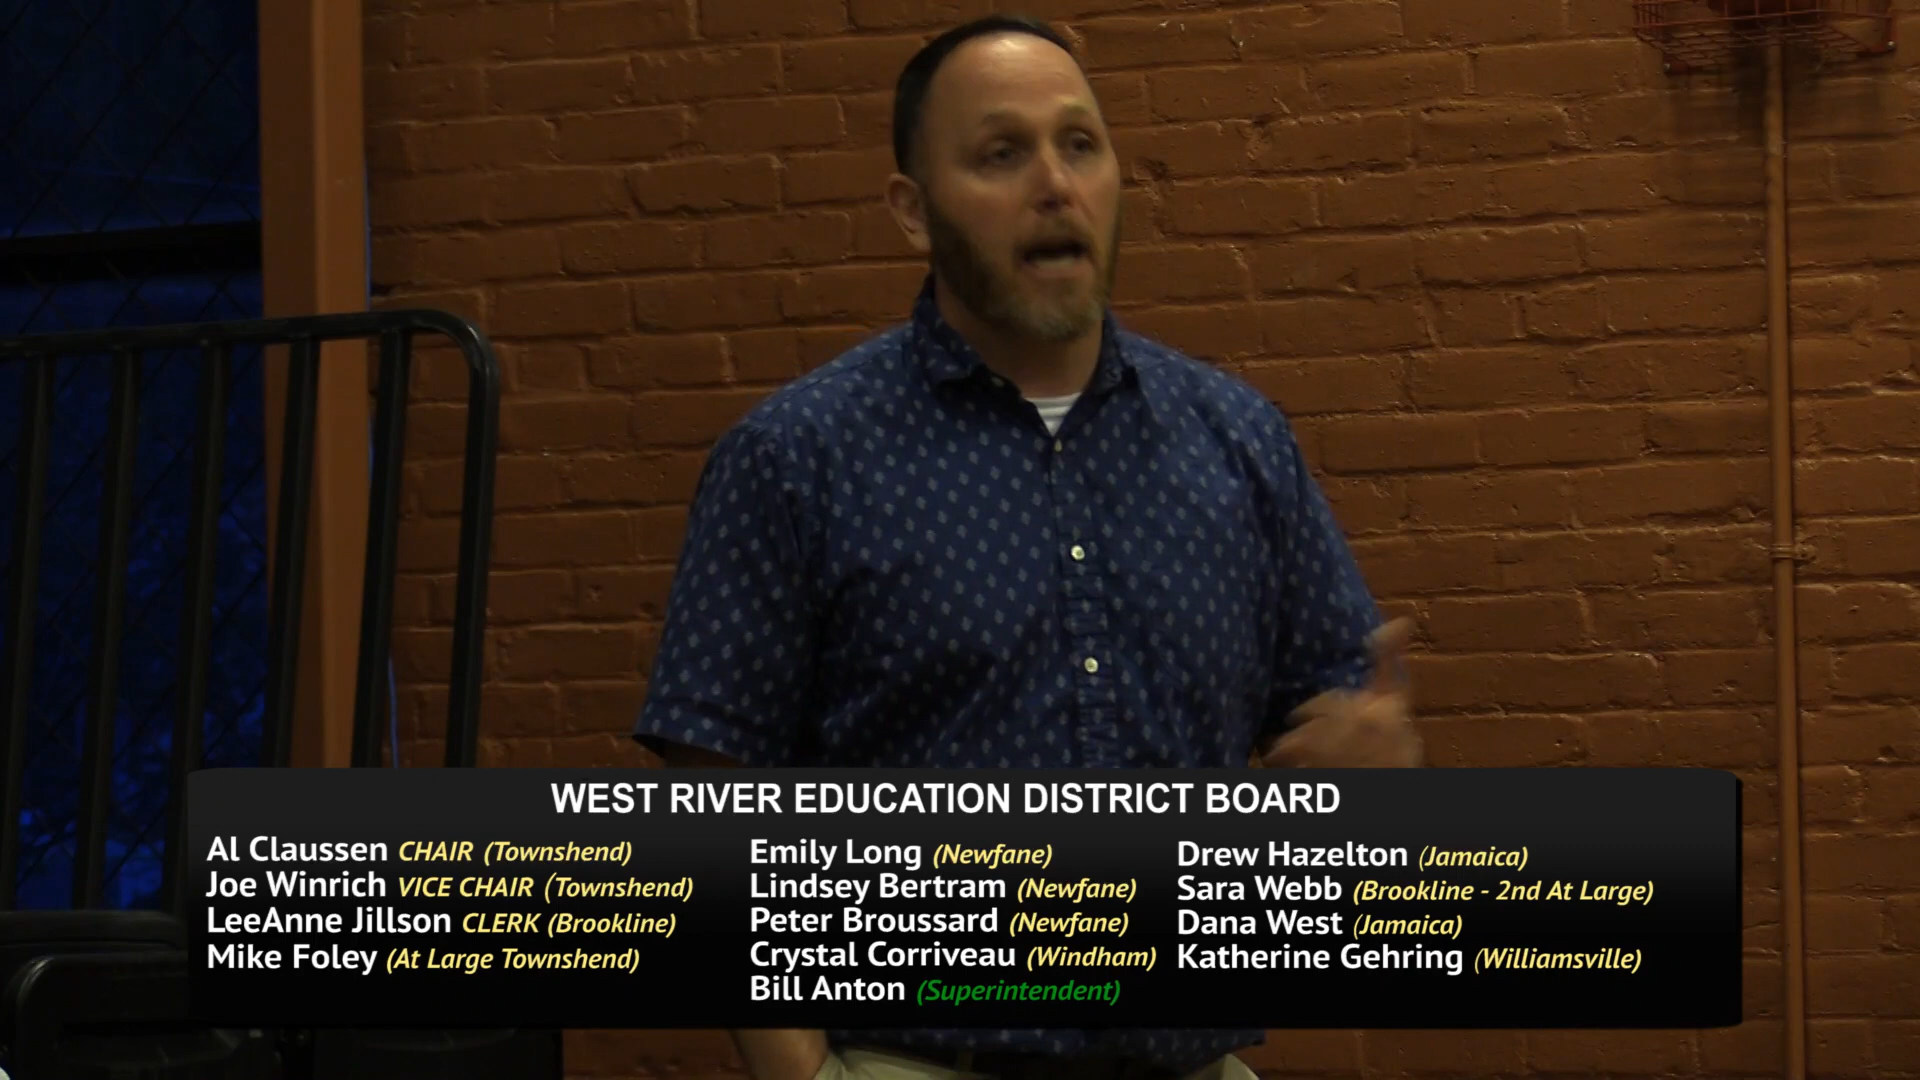 WEST RIVER EDUCATION DISTRICT BOARD
Al Claussen CHAIR (Townshend)
Joe Winrich VICE CHAIR (Townshend)
LeeAnne Jillson CLERK (Brookline)
Mike Foley (At Large Townshend)
Emily Long (Newfane)
Lindsey Bertram (Newfane)
Peter Broussard (Newfane)
Crystal Corriveau (Windham)
Bill Anton (Superintendent)
Drew Hazelton (Jamaica)
Sara Webb (Brookline - 2nd At Large)
Dana West (Jamaica)
Katherine Gehring (Williamsville)